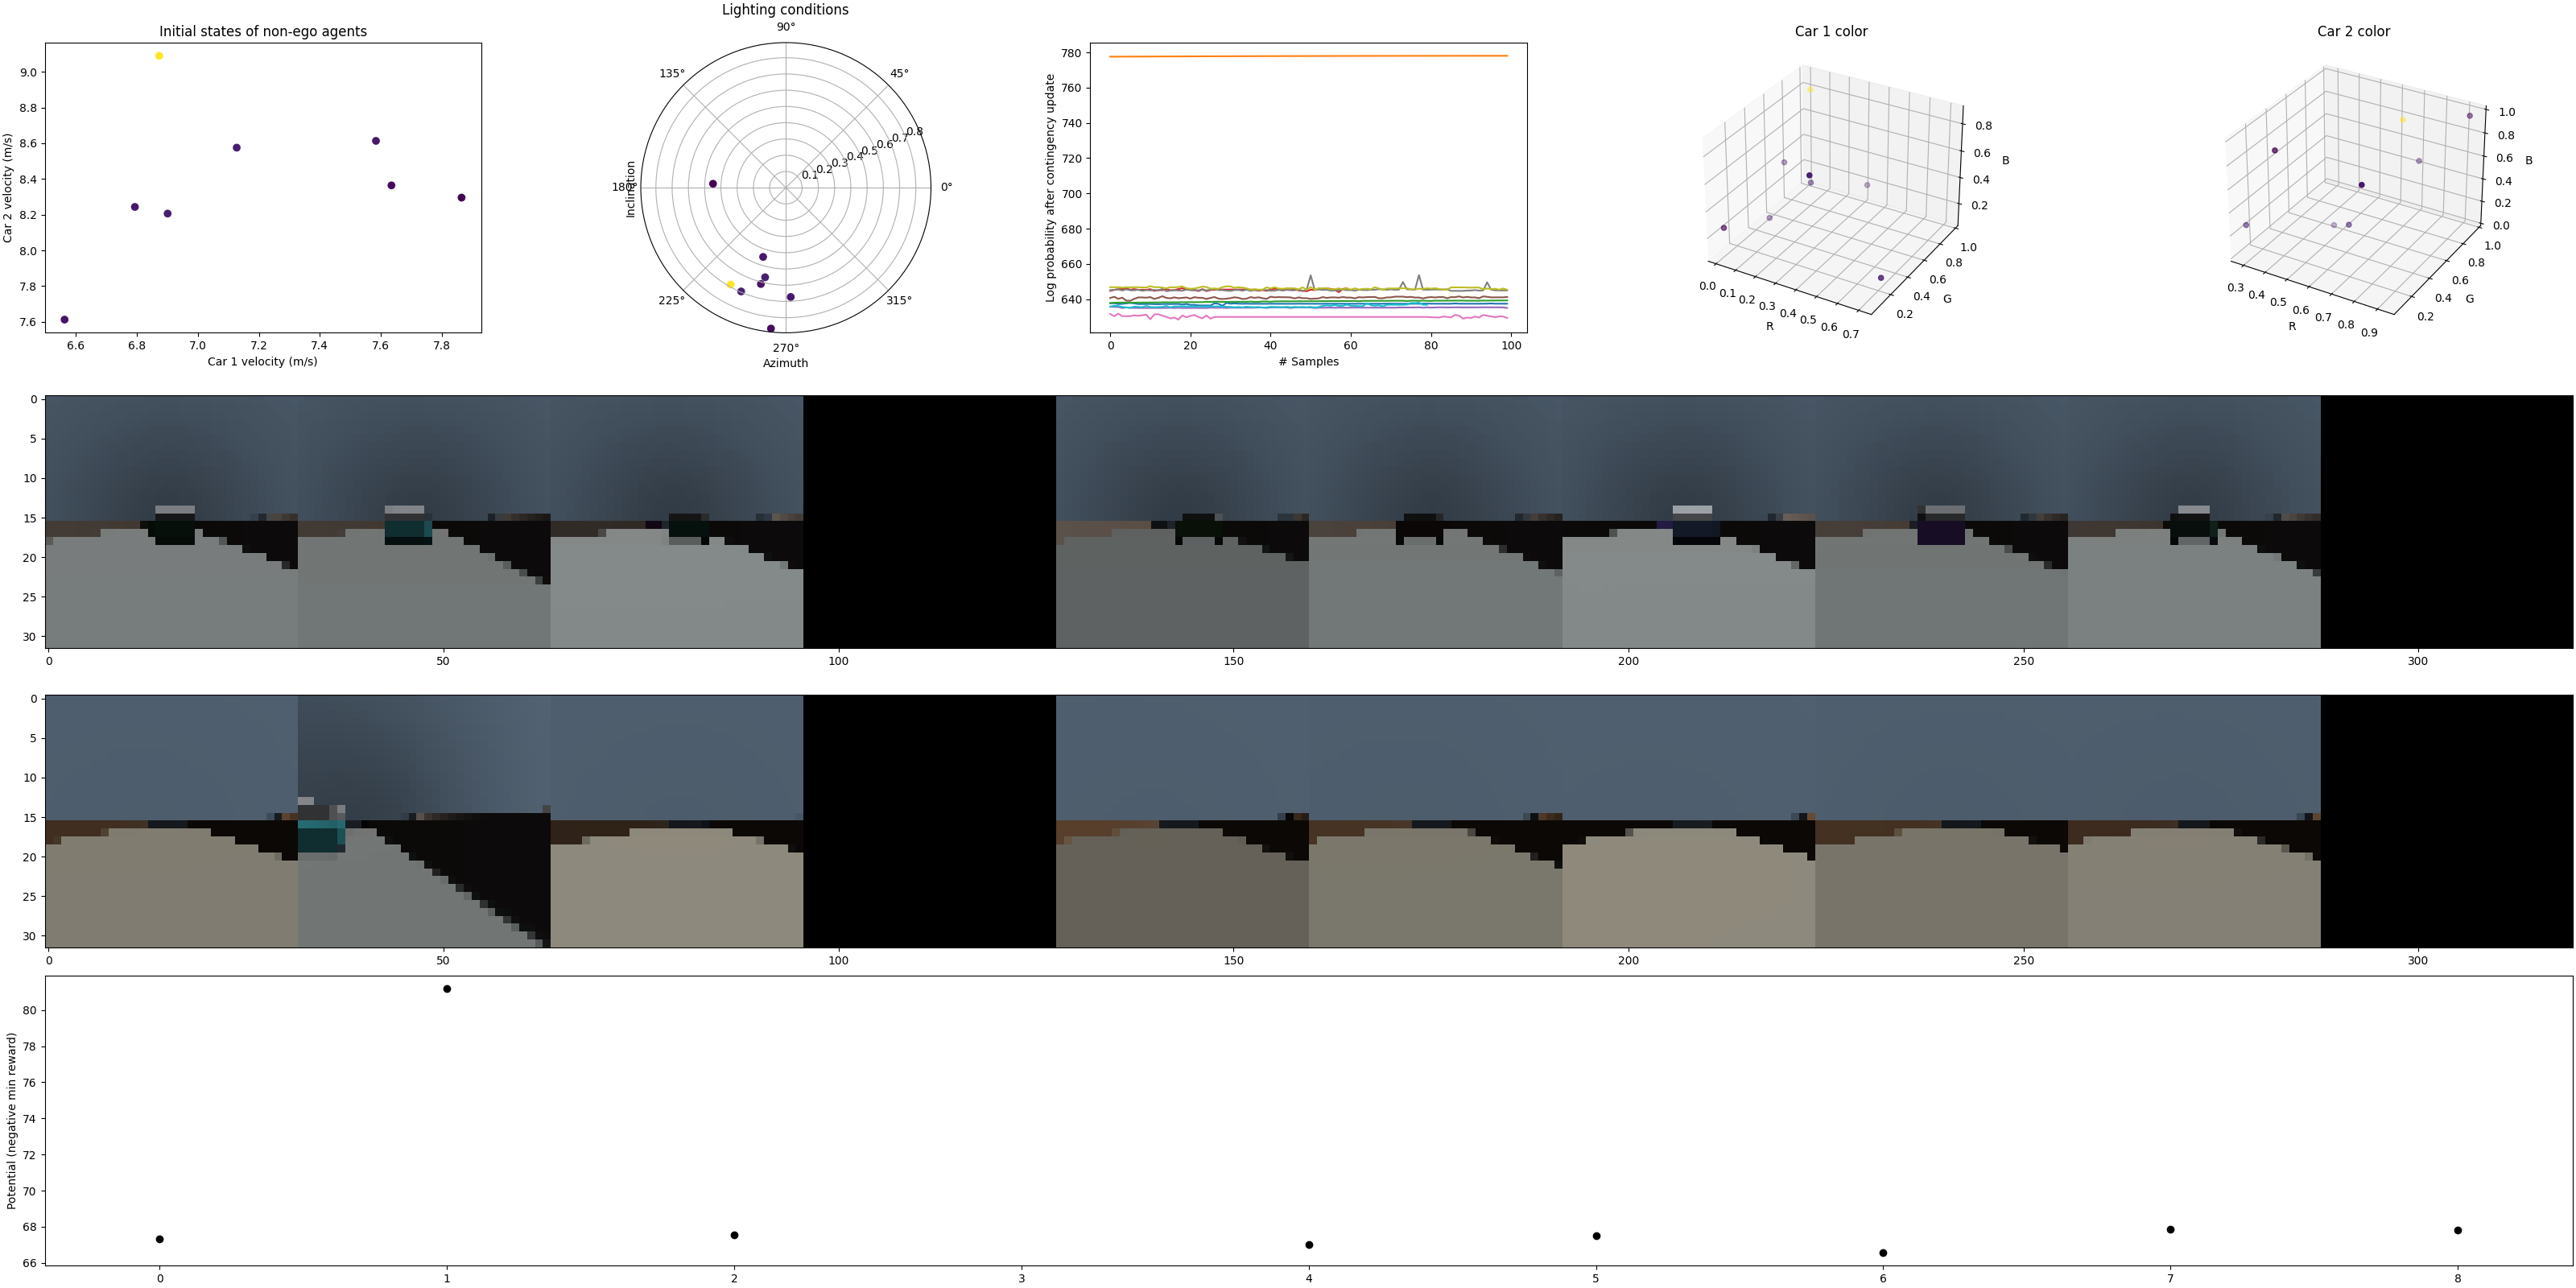 Initial states of non-ego agents
Car 2 velocity (m/s)
9.0
8.8
8.6
8.4
8.2
8.0
7.8
7.6
6.6 6.8 7.0 7.2 7.4 7.6 7.8
Car 1 velocity (m/s)
Lighting conditions
90°
135° 45°
0.1 0.2 0.3 0.4 0.5 0.6 0.7 0.8
180° 0°
Inclination
225° 315°
270°
Azimuth
Log probability after contingency update
780
760
740
720
700
680
660
640
0 20 40 60 80 100
# Samples
Car 1 color
0.8
0.6
0.4
0.2
B
1.0
0.8
0.6
0.4
0.2
G
0.0 0.1 0.2 0.3 0.4 0.5 0.6 0.7
R
Car 2 color
1.0
0.8
0.6
0.4
0.2
0.0
B
1.0
0.8
0.6
0.4
0.2
G
0.3 0.4 0.5 0.6 0.7 0.8 0.9
R
0
5
10
15
20
25
30
0 50 100 150 200 250 300
0
5
10
15
20
25
30
0 50 100 150 200 250 300
Potential (negative min reward)
80
78
76
74
72
70
68
66
0 1 2 3 4 5 6 7 8